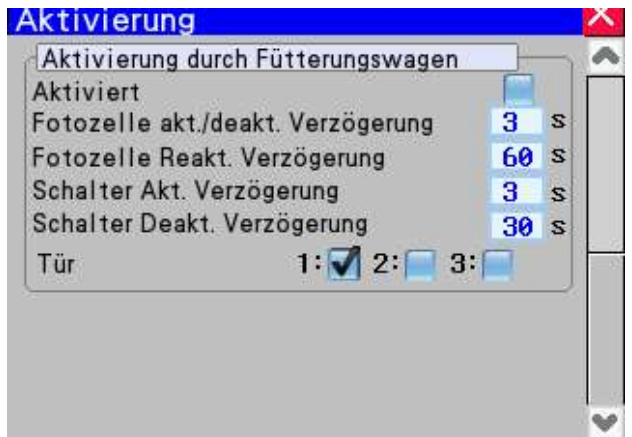 Aktivierung
Aktivierung durch Fütterungswagen
Aktiviert
Fotozelle akt./deakt. Verzögerung 3 s
Fotozelle Reakt. Verzögerung 60 s
Schalter Akt. Verzögerung 3 s
Schalter Deakt. Verzögerung 30 s
Tür 1: 2: 3: